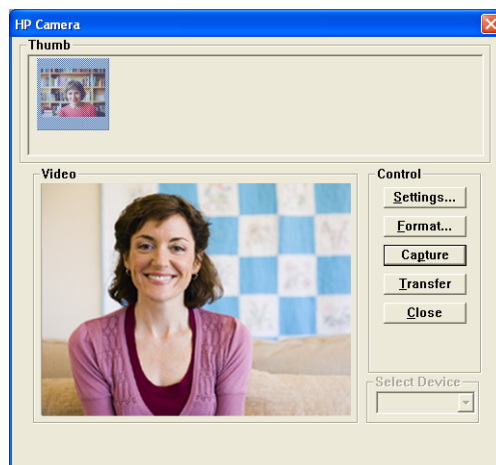 HP Camera
Thumb
Video
Control
Settings...
Format...
Capture
Transfer
Close
Select Device